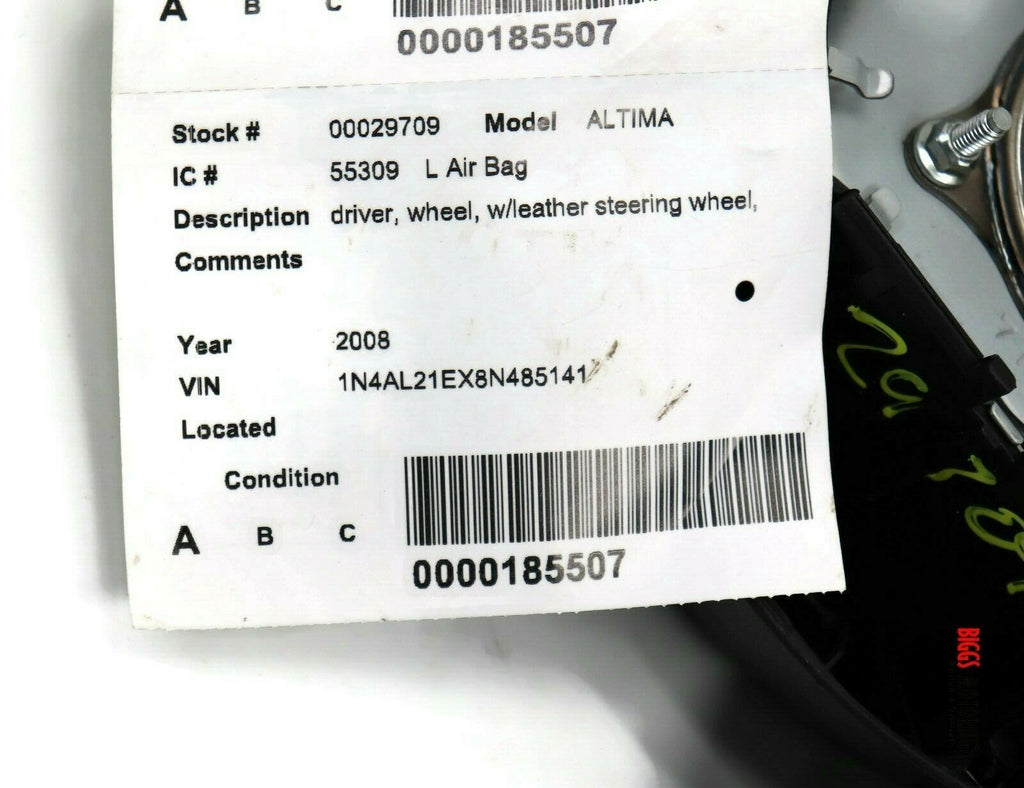 A B C
0000185507
Stock # 00029709 Model ALTIMA
IC # 55309 L Air Bag
Description driver, wheel, w/leather steering wheel,
Comments
Year 2008
VIN 1N4AL21EX8N485141
Located
Condition
A B C
0000185507
BIGGS